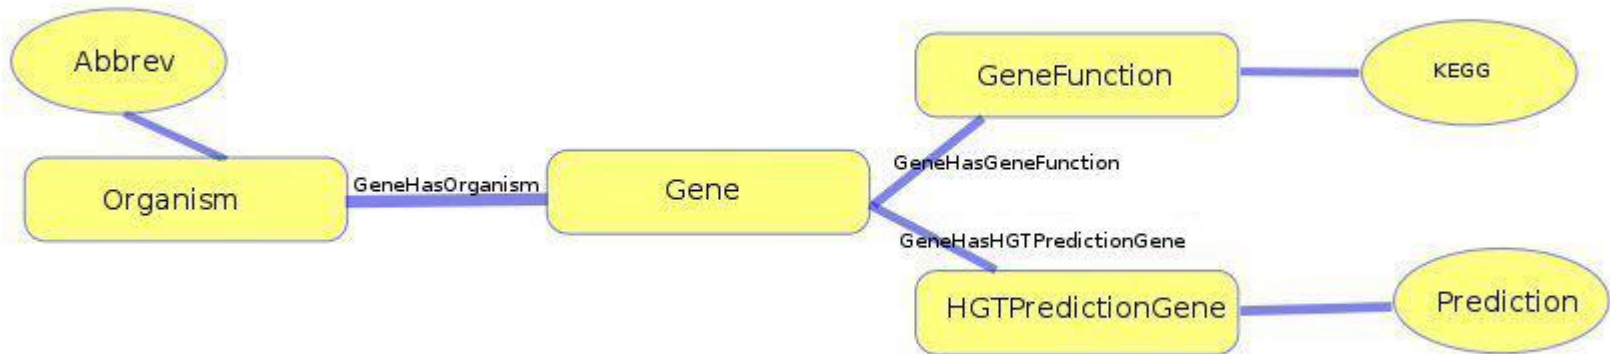 Abbrev
Organism
GeneHasOrganism
Gene
GeneFunction
KEGG
GeneHasGeneFunction
GeneHasHGTPredictionGene
HGTPredictionGene
Prediction